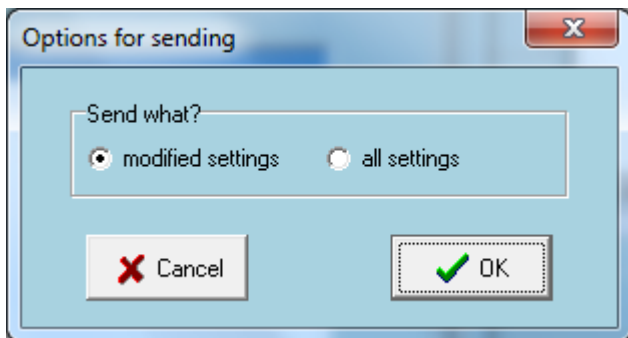 Options for sending
Send what?
modified settings all settings
Cancel OK